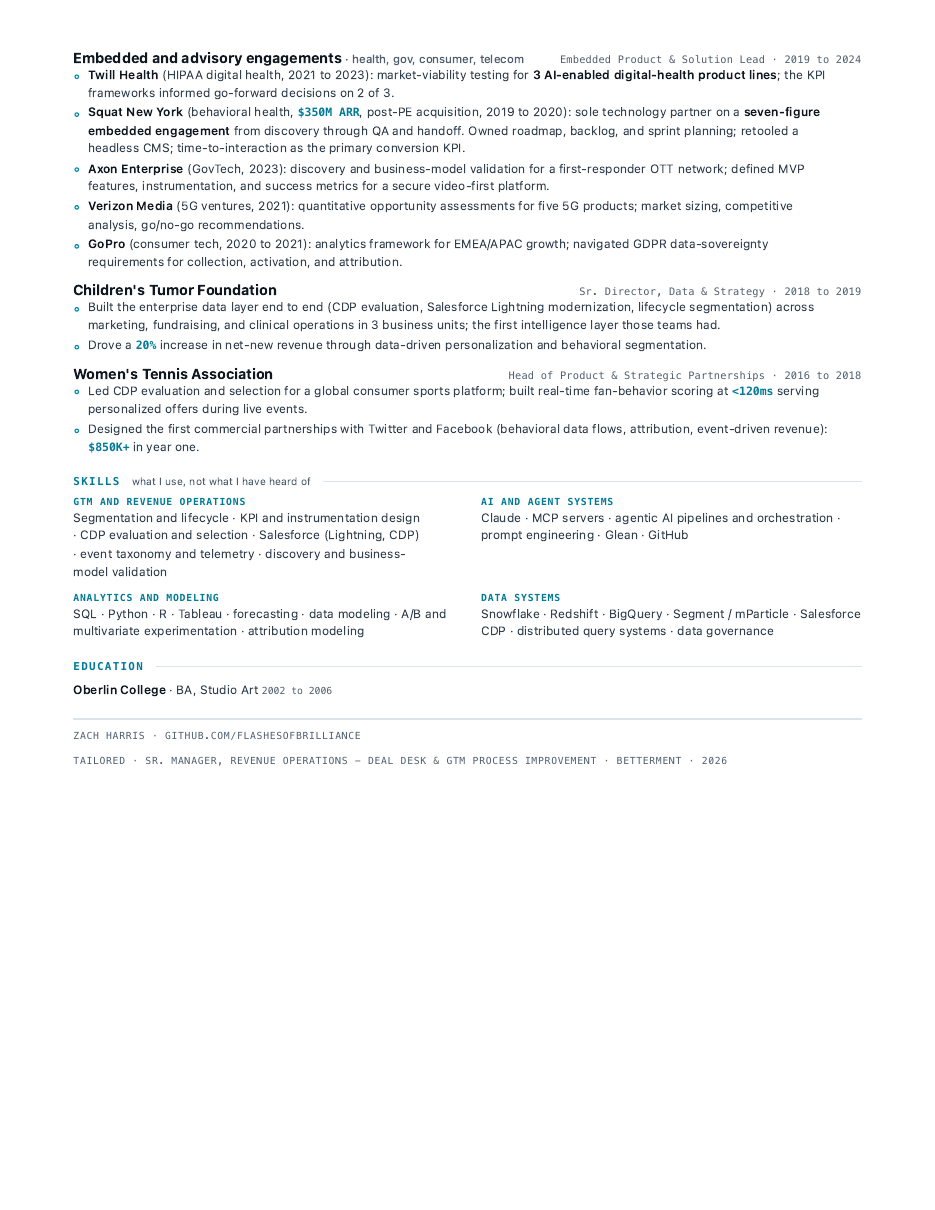 Embedded and advisory engagements · health, gov, consumer, telecom Embedded Product & Solution Lead · 2019 to 2024
Twill Health (HIPAA digital health, 2021 to 2023): market-viability testing for 3 AI-enabled digital-health product lines; the KPI
frameworks informed go-forward decisions on 2 of 3.
Squat New York (behavioral health, $350M ARR, post-PE acquisition, 2019 to 2020): sole technology partner on a seven-figure
embedded engagement from discovery through QA and handoff. Owned roadmap, backlog, and sprint planning; retooled a
headless CMS; time-to-interaction as the primary conversion KPI.
Axon Enterprise (GovTech, 2023): discovery and business-model validation for a first-responder OTT network; defined MVP
features, instrumentation, and success metrics for a secure video-first platform.
Verizon Media (5G ventures, 2021): quantitative opportunity assessments for five 5G products; market sizing, competitive
analysis, go/no-go recommendations.
GoPro (consumer tech, 2020 to 2021): analytics framework for EMEA/APAC growth; navigated GDPR data-sovereignty
requirements for collection, activation, and attribution.
Children's Tumor Foundation Sr. Director, Data & Strategy · 2018 to 2019
Built the enterprise data layer end to end (CDP evaluation, Salesforce Lightning modernization, lifecycle segmentation) across
marketing, fundraising, and clinical operations in 3 business units; the first intelligence layer those teams had.
Drove a 20% increase in net-new revenue through data-driven personalization and behavioral segmentation.
Women's Tennis Association Head of Product & Strategic Partnerships · 2016 to 2018
Led CDP evaluation and selection for a global consumer sports platform; built real-time fan-behavior scoring at <120ms serving
personalized offers during live events.
Designed the first commercial partnerships with Twitter and Facebook (behavioral data flows, attribution, event-driven revenue):
$850K+ in year one.
SKILLS what I use, not what I have heard of
GTM AND REVENUE OPERATIONS
Segmentation and lifecycle · KPI and instrumentation design
· CDP evaluation and selection · Salesforce (Lightning, CDP)
· event taxonomy and telemetry · discovery and business-
model validation
AI AND AGENT SYSTEMS
Claude · MCP servers · agentic AI pipelines and orchestration ·
prompt engineering · Glean · GitHub
ANALYTICS AND MODELING
SQL · Python · R · Tableau · forecasting · data modeling · A/B and
multivariate experimentation · attribution modeling
DATA SYSTEMS
Snowflake · Redshift · BigQuery · Segment / mParticle · Salesforce
CDP · distributed query systems · data governance
EDUCATION
Oberlin College · BA, Studio Art 2002 to 2006
ZACH HARRIS · GITHUB.COM/FLASHESOFBRILLIANCE
TAILORED · SR. MANAGER, REVENUE OPERATIONS – DEAL DESK & GTM PROCESS IMPROVEMENT · BETTERMENT · 2026